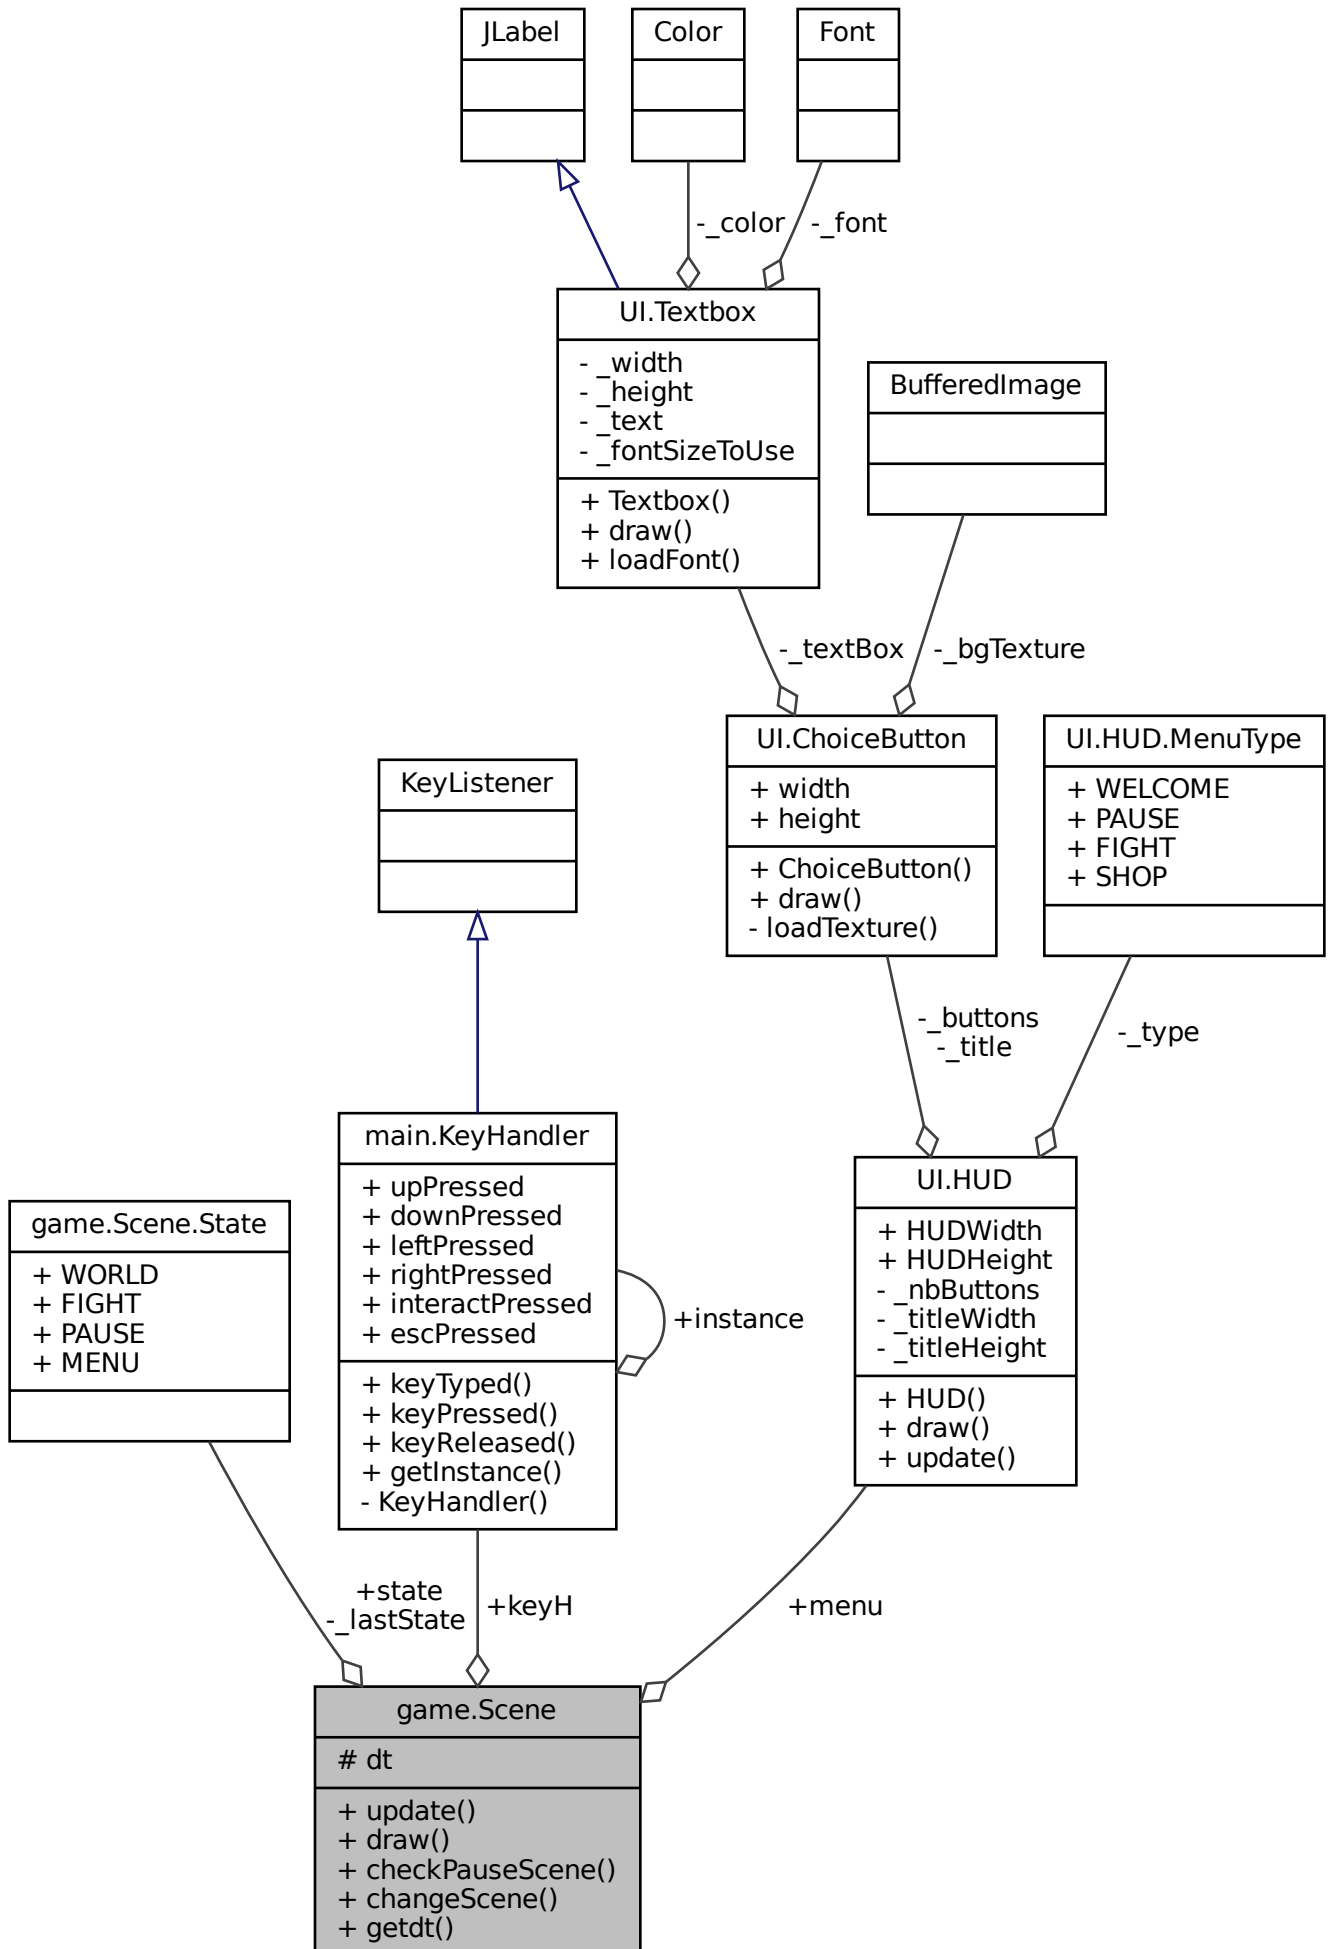 JLabel
Color
Font
-_color
-_font
UI.Textbox
- _width
- _height
- _text
- _fontSizeToUse
+ Textbox()
+ draw()
+ loadFont()
BufferedImage
-_textBox
-_bgTexture
UI.ChoiceButton
+ width
+ height
+ ChoiceButton()
+ draw()
- loadTexture()
UI.HUD.MenuType
+ WELCOME
+ PAUSE
+ FIGHT
+ SHOP
KeyListener
-_buttons
-_title
-_type
main.KeyHandler
+ upPressed
+ downPressed
+ leftPressed
+ rightPressed
+ interactPressed
+ escPressed
+ keyTyped()
+ keyPressed()
+ keyReleased()
+ getInstance()
- KeyHandler()
+instance
UI.HUD
+ HUDWidth
+ HUDHeight
- _nbButtons
- _titleWidth
- _titleHeight
+ HUD()
+ draw()
+ update()
game.Scene.State
+ WORLD
+ FIGHT
+ PAUSE
+ MENU
+state
-_lastState
+keyH
+menu
game.Scene
# dt
+ update()
+ draw()
+ checkPauseScene()
+ changeScene()
+ getdt()